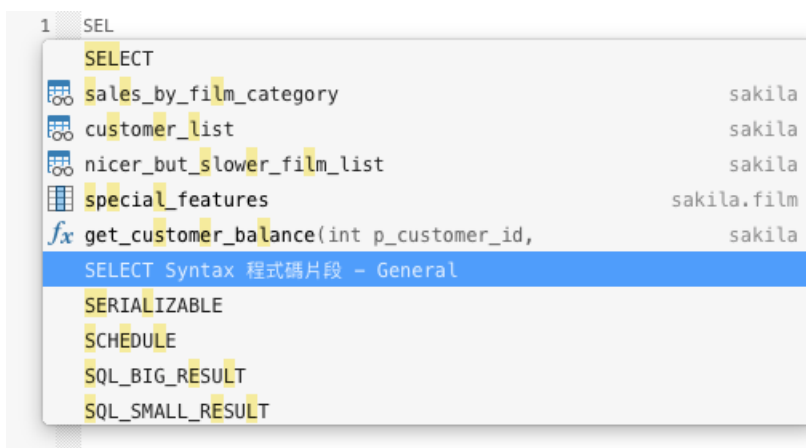 1 SEL
SELECT
sales_by_film_category sakila
customer_list sakila
nicer_but_slower_film_list sakila
special_features sakila.film
fx get_customer_balance(int p_customer_id, sakila
SELECT Syntax 程式碼片段 – General
SERIALIZABLE
SCHEDULE
SQL_BIG_RESULT
SQL_SMALL_RESULT